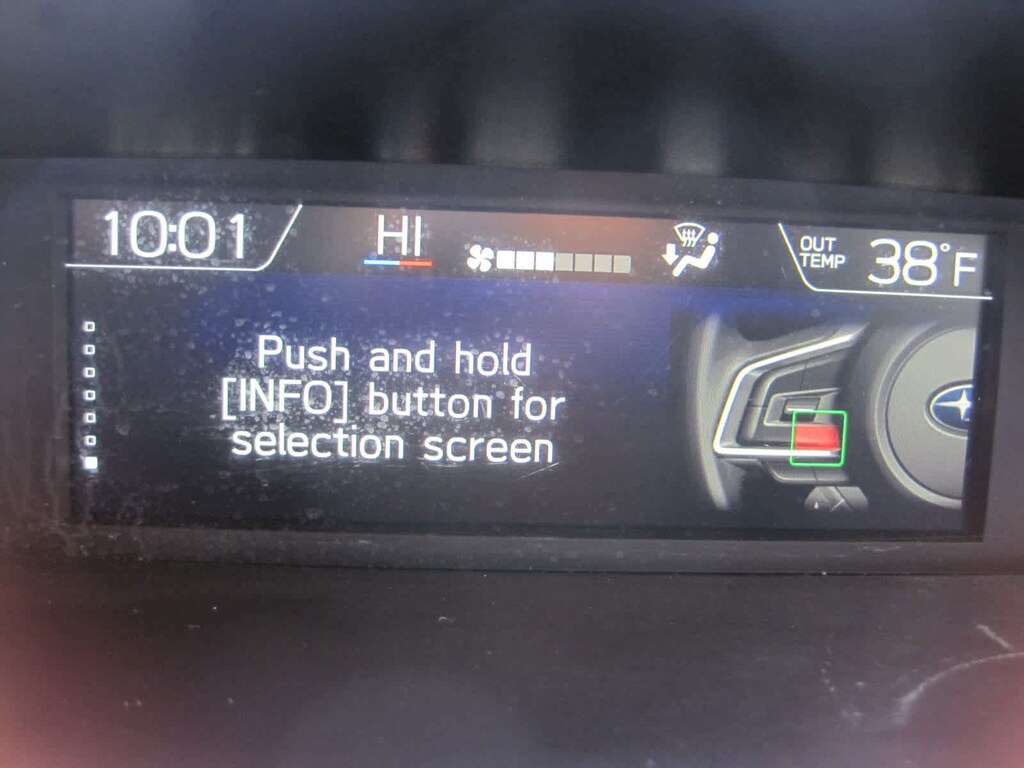 10:01
HI
OUT
TEMP
38°F
Push and hold
[INFO] button for
selection screen